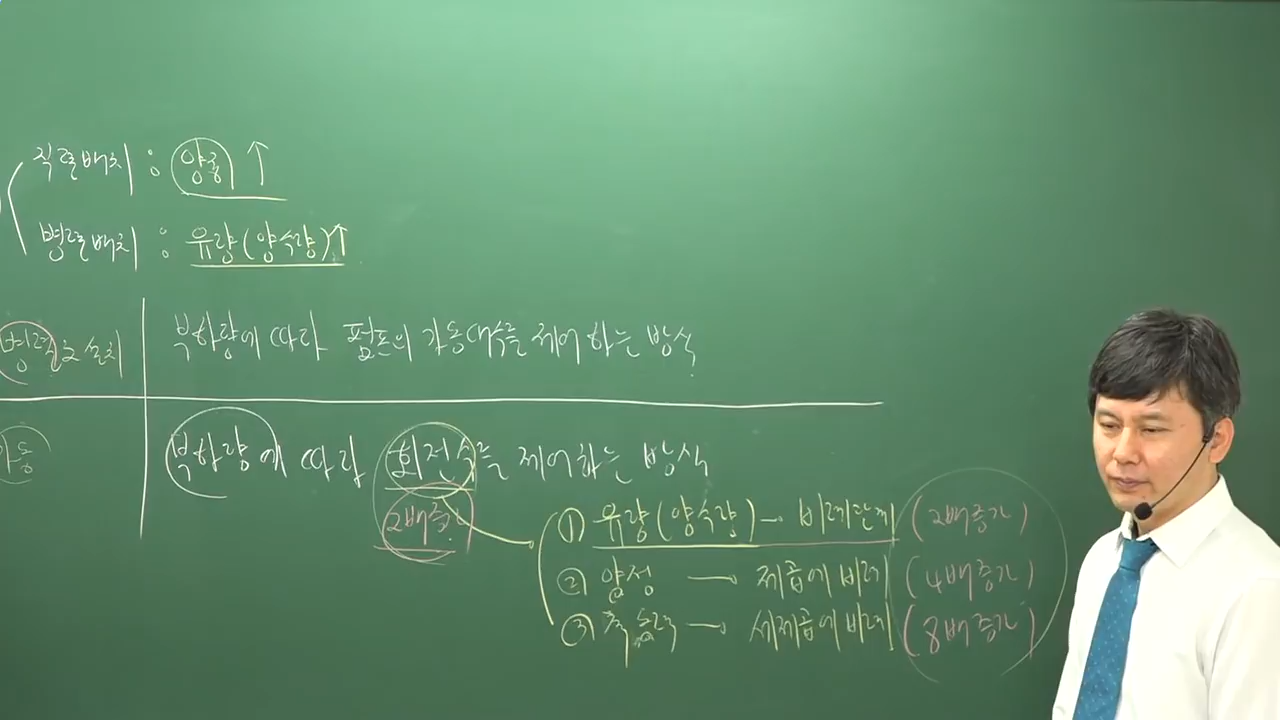 직렬배치 : 양정 ↑
병렬배치 : 유량(양수량)↑
병렬로 설치
부하량에 따라 펌프의 가동대수를 제어하는 방식
부하량에 따라 회전수를 제어하는 방식
2배증가
① 유량(양수량) → 비례관계 (2배증가)
② 양정 → 제곱에 비례 (4배증가)
③ 축동력 → 세제곱에 비례 (8배증가)